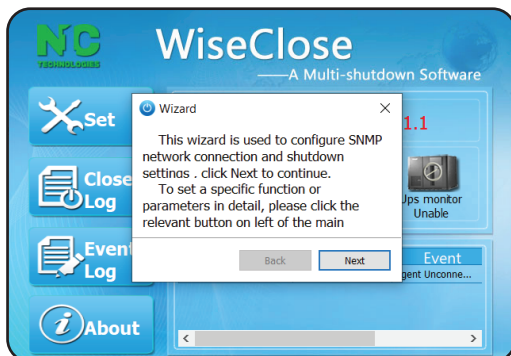 NC
TECHNOLOGIES
WiseClose
——A Multi-shutdown Software
Set
Close
Log
Event
Log
About
Wizard
This wizard is used to configure SNMP
network connection and shutdown
settings . click Next to continue.
To set a specific function or
parameters in detail, please click the
relevant button on left of the main
Back
Next
1.1
Ups monitor
Unable
Event
gent Unconne...